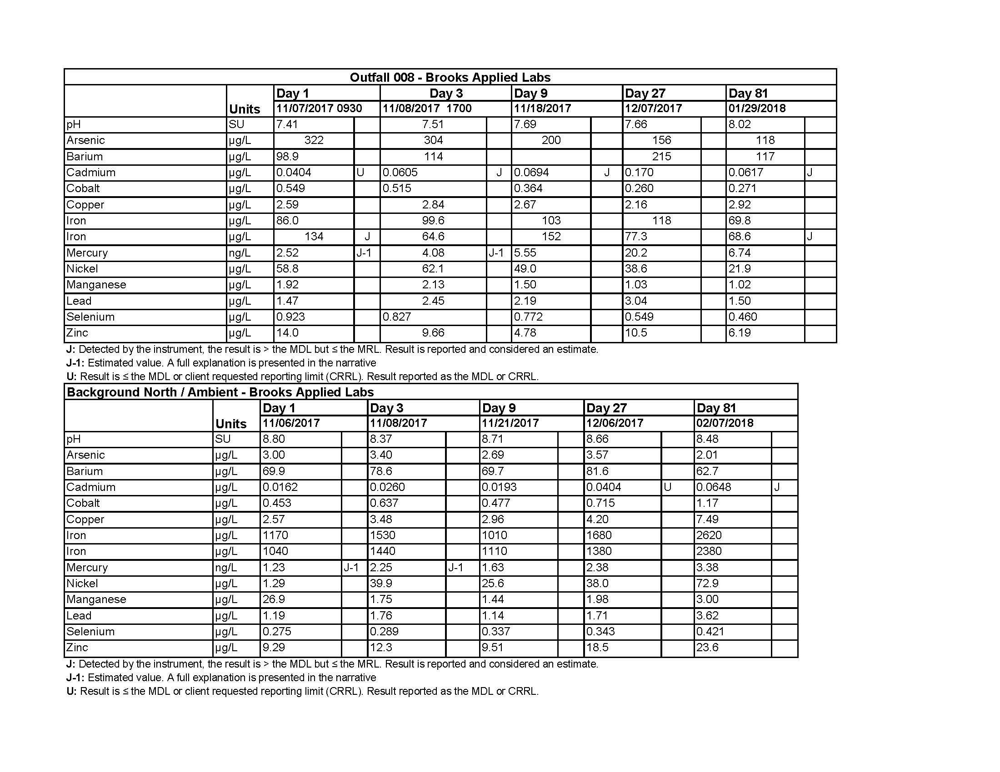 Outfall 008 - Brooks Applied Labs
Day 1 Day 3 Day 9 Day 27 Day 81
Units 11/07/2017 0930 11/08/2017 1700 11/18/2017 12/07/2017 01/29/2018
pH SU 7.41 7.51 7.69 7.66 8.02
Arsenic µg/L 322 304 200 156 118
Barium µg/L 98.9 114 215 117
Cadmium µg/L 0.0404 U 0.0605 J 0.0694 J 0.170 0.0617 J
Cobalt µg/L 0.549 0.515 0.364 0.260 0.271
Copper µg/L 2.59 2.84 2.67 2.16 2.92
Iron µg/L 86.0 99.6 103 118 69.8
Iron µg/L 134 J 64.6 152 77.3 68.6 J
Mercury ng/L 2.52 J-1 4.08 J-1 5.55 20.2 6.74
Nickel µg/L 58.8 62.1 49.0 38.6 21.9
Manganese µg/L 1.92 2.13 1.50 1.03 1.02
Lead µg/L 1.47 2.45 2.19 3.04 1.50
Selenium µg/L 0.923 0.827 0.772 0.549 0.460
Zinc µg/L 14.0 9.66 4.78 10.5 6.19
J: Detected by the instrument, the result is > the MDL but ≤ the MRL. Result is reported and considered an estimate.
J-1: Estimated value. A full explanation is presented in the narrative
U: Result is ≤ the MDL or client requested reporting limit (CRRL). Result reported as the MDL or CRRL.
Background North / Ambient - Brooks Applied Labs
Day 1 Day 3 Day 9 Day 27 Day 81
Units 11/06/2017 11/08/2017 11/21/2017 12/06/2017 02/07/2018
pH SU 8.80 8.37 8.71 8.66 8.48
Arsenic µg/L 3.00 3.40 2.69 3.57 2.01
Barium µg/L 69.9 78.6 69.7 81.6 62.7
Cadmium µg/L 0.0162 0.0260 0.0193 0.0404 U 0.0648 J
Cobalt µg/L 0.453 0.637 0.477 0.715 1.17
Copper µg/L 2.57 3.48 2.96 4.20 7.49
Iron µg/L 1170 1530 1010 1680 2620
Iron µg/L 1040 1440 1110 1380 2380
Mercury ng/L 1.23 J-1 2.25 J-1 1.63 2.38 3.38
Nickel µg/L 1.29 39.9 25.6 38.0 72.9
Manganese µg/L 26.9 1.75 1.44 1.98 3.00
Lead µg/L 1.19 1.76 1.14 1.71 3.62
Selenium µg/L 0.275 0.289 0.337 0.343 0.421
Zinc µg/L 9.29 12.3 9.51 18.5 23.6
J: Detected by the instrument, the result is > the MDL but ≤ the MRL. Result is reported and considered an estimate.
J-1: Estimated value. A full explanation is presented in the narrative
U: Result is ≤ the MDL or client requested reporting limit (CRRL). Result reported as the MDL or CRRL.